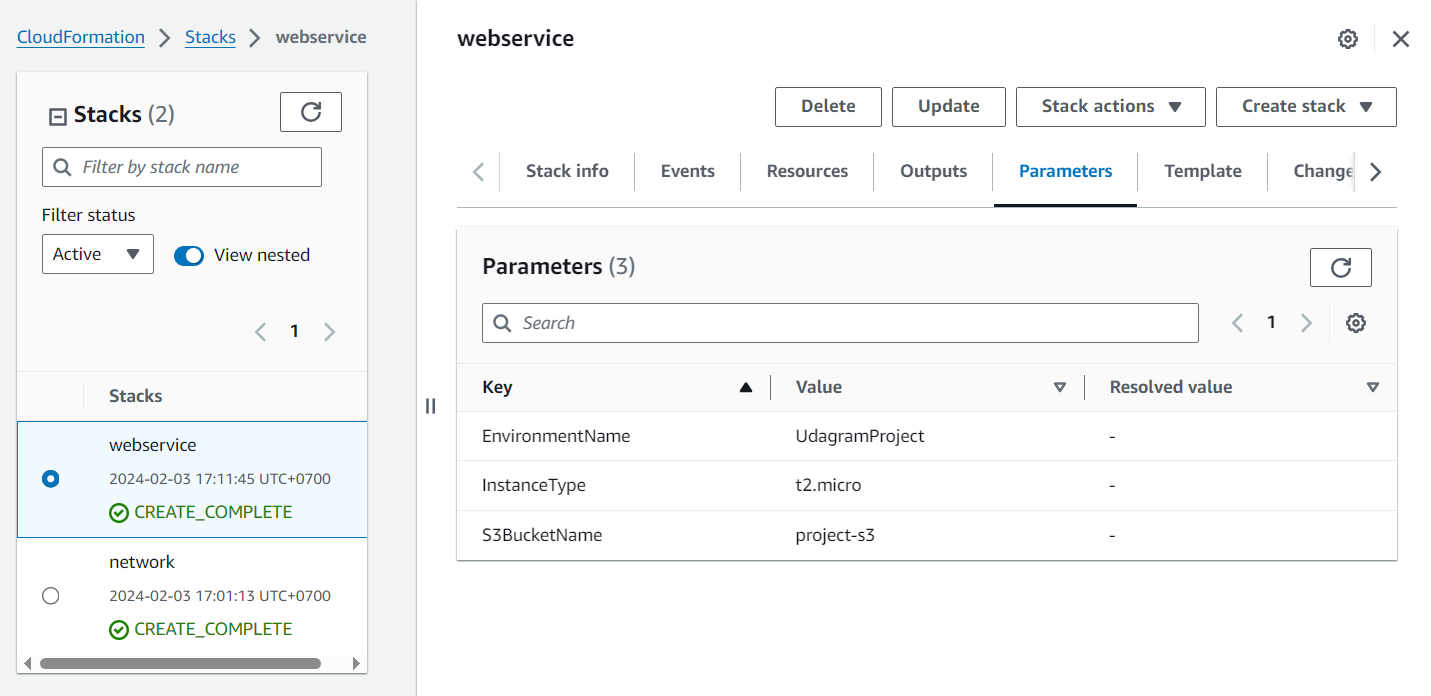 CloudFormation > Stacks > webservice
Stacks (2)
Filter by stack name
Filter status
Active
View nested
1
Stacks
webservice
2024-02-03 17:11:45 UTC+0700
CREATE_COMPLETE
network
2024-02-03 17:01:13 UTC+0700
CREATE_COMPLETE
webservice
Delete Update Stack actions Create stack
Stack info Events Resources Outputs Parameters Template Change
Parameters (3)
Search
1
Key Value Resolved value
EnvironmentName UdagramProject -
InstanceType t2.micro -
S3BucketName project-s3 -